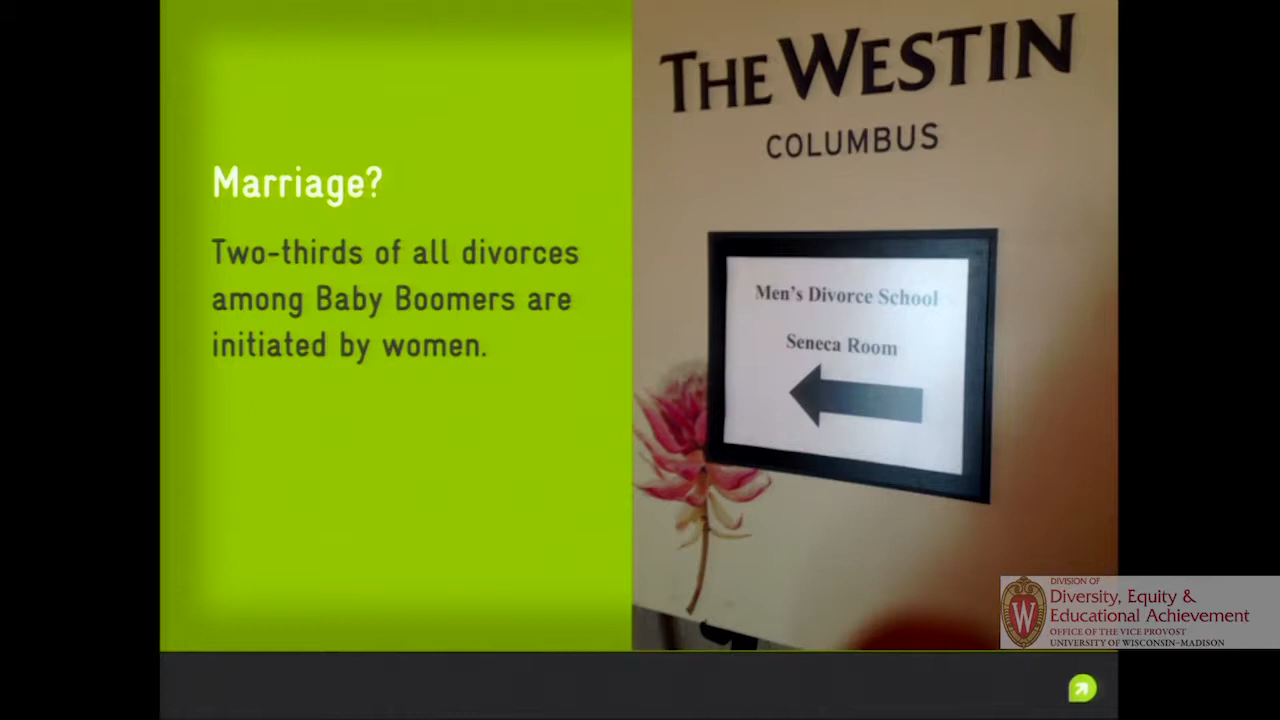 Marriage?
Two-thirds of all divorces
among Baby Boomers are
initiated by women.
THE WESTIN
COLUMBUS
Men's Divorce School
Seneca Room
DIVISION OF
Diversity, Equity &
Educational Achievement
OFFICE OF THE VICE PROVOST
UNIVERSITY OF WISCONSIN–MADISON
W